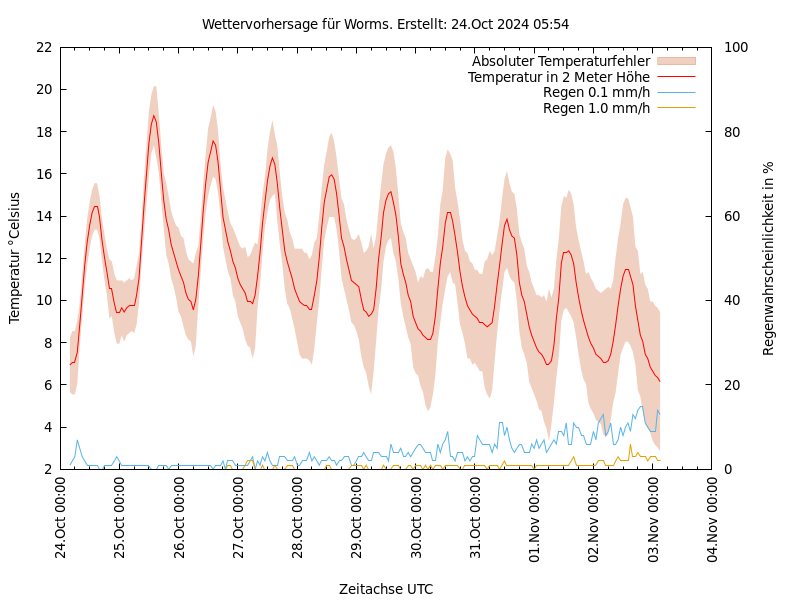 Wettervorhersage für Worms. Erstellt: 24.Oct 2024 05:54
Absoluter Temperaturfehler
Temperatur in 2 Meter Höhe
Regen 0.1 mm/h
Regen 1.0 mm/h
Temperatur °Celsius
22
20
18
16
14
12
10
8
6
4
2
Regenwahrscheinlichkeit in %
100
80
60
40
20
0
24.Oct 00:00
25.Oct 00:00
26.Oct 00:00
27.Oct 00:00
28.Oct 00:00
29.Oct 00:00
30.Oct 00:00
31.Oct 00:00
01.Nov 00:00
02.Nov 00:00
03.Nov 00:00
04.Nov 00:00
Zeitachse UTC